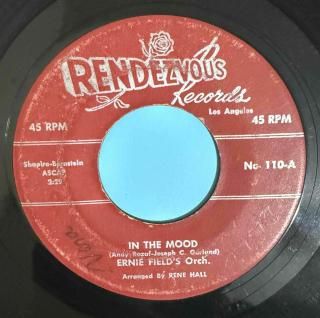 RENDEZVOUS
Records
Los Angeles
45 RPM
45 RPM
Shapiro-Bernstein
ASCAP
2:29
No- 110-A
IN THE MOOD
(Andy Razaf-Joseph C. Garland)
ERNIE FIELD'S Orch.
Arranged By RENE HALL